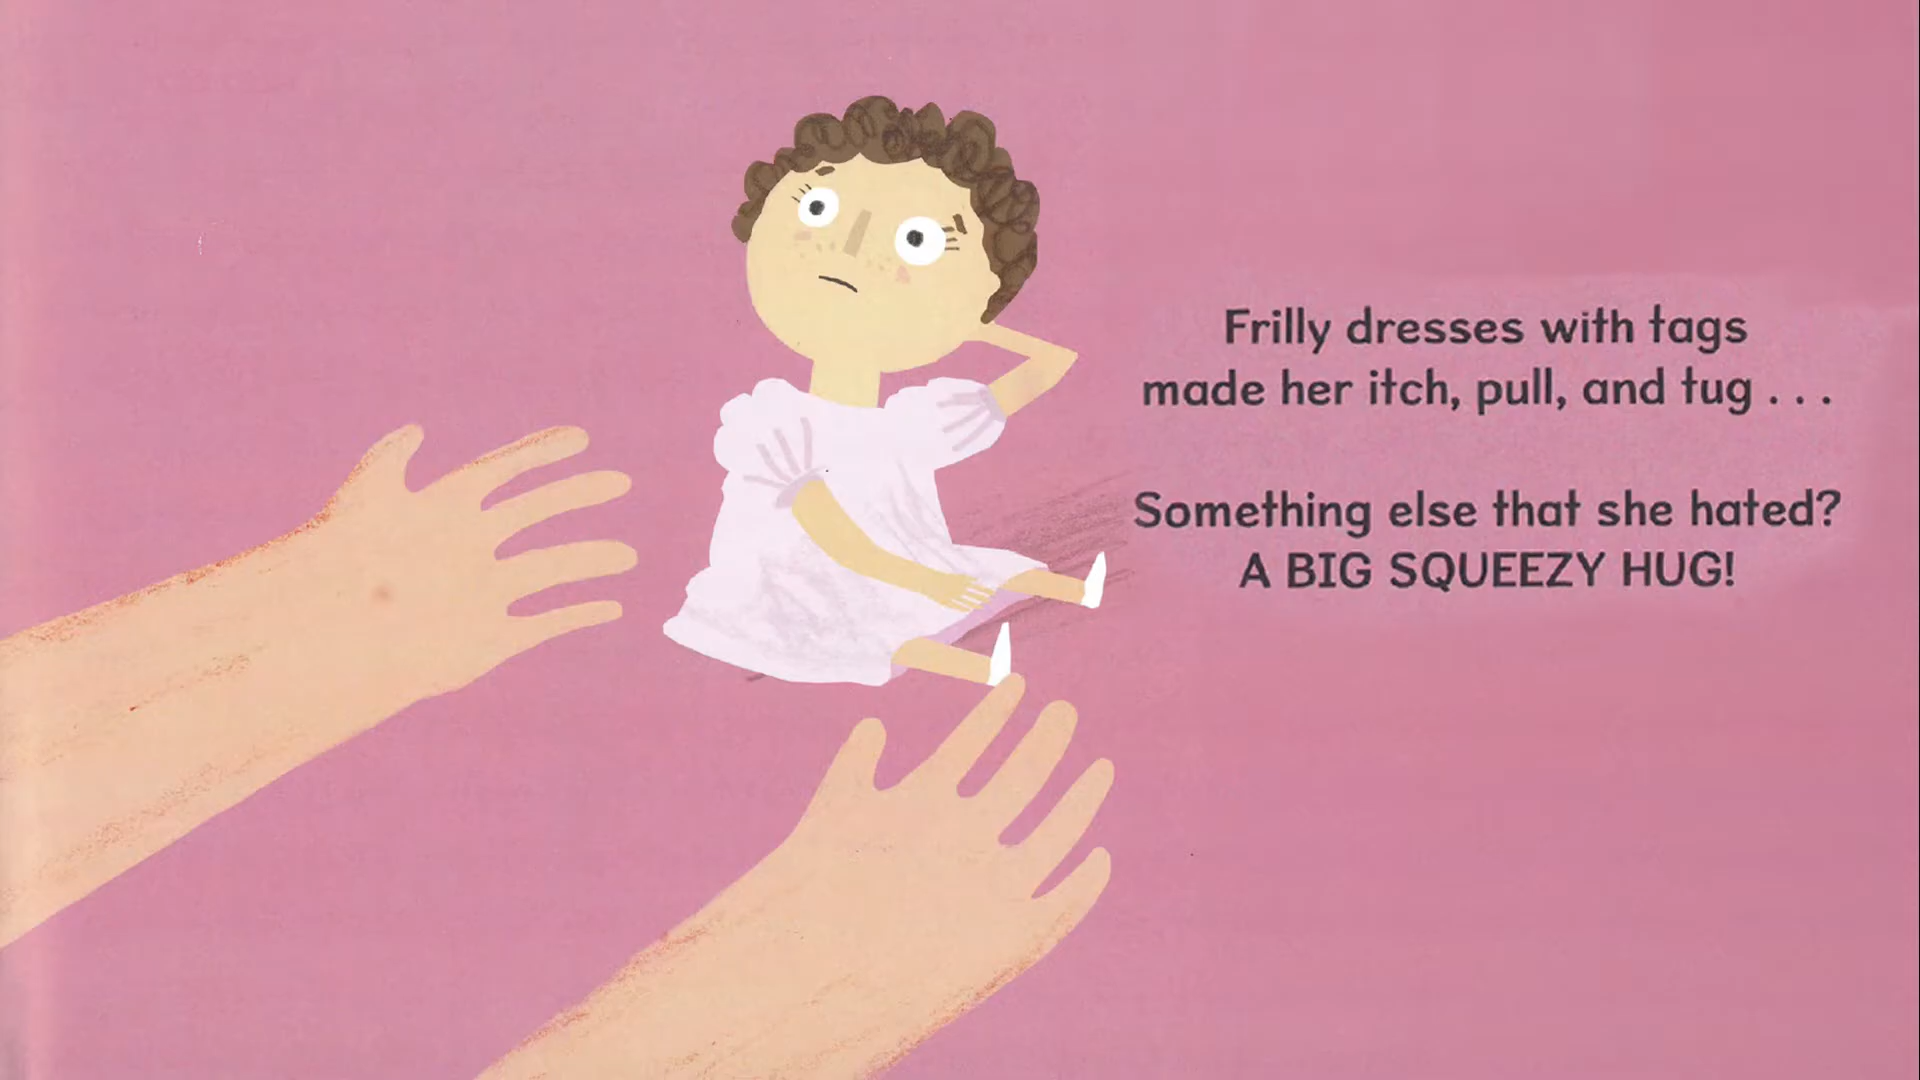 Frilly dresses with tags
made her itch, pull, and tug . . .
Something else that she hated?
A BIG SQUEEZY HUG!